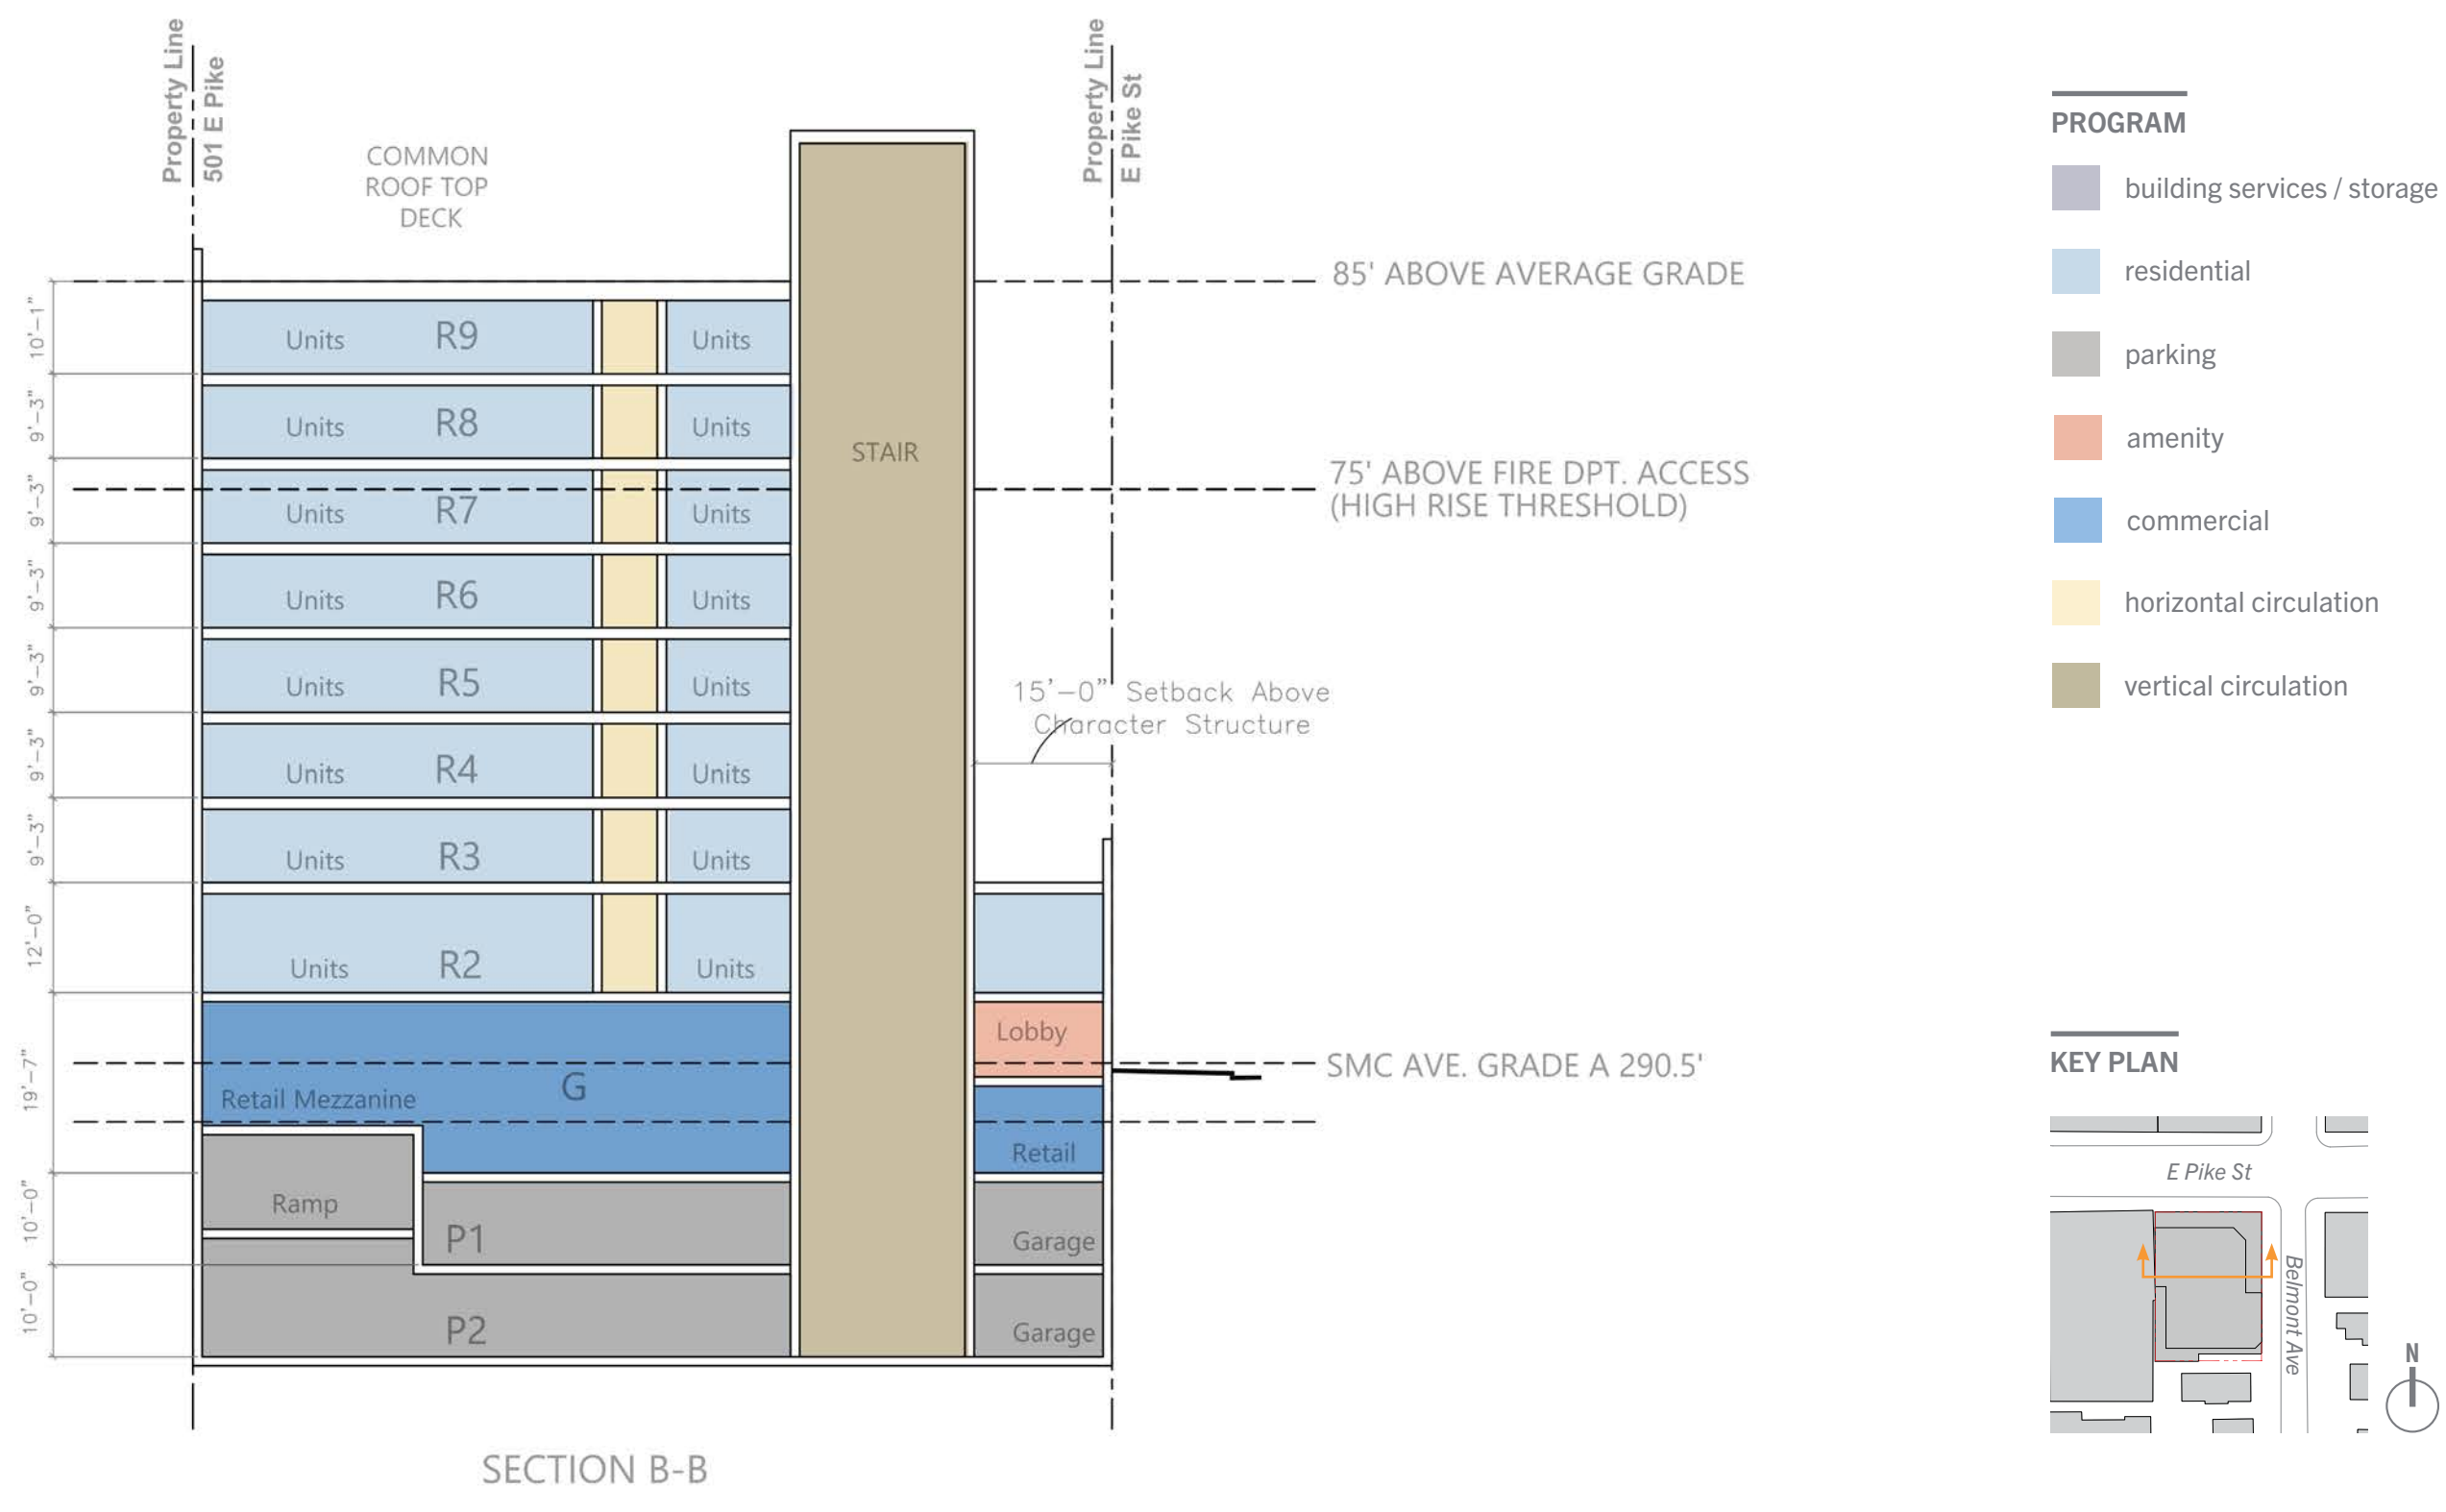 Property Line
501 E Pike
Property Line
E Pike St
COMMON
ROOF TOP
DECK
85' ABOVE AVERAGE GRADE
10'-1"
Units R9 Units
9'-3"
Units R8 Units
STAIR
75' ABOVE FIRE DPT. ACCESS
(HIGH RISE THRESHOLD)
9'-3"
Units R7 Units
9'-3"
Units R6 Units
9'-3"
Units R5 Units
15'-0" Setback Above
Character Structure
9'-3"
Units R4 Units
9'-3"
Units R3 Units
12'-0"
Units R2 Units
Lobby
SMC AVE. GRADE A 290.5'
19'-7"
Retail Mezzanine G
Retail
10'-0"
Ramp
P1
Garage
10'-0"
P2
Garage
SECTION B-B
PROGRAM
building services / storage
residential
parking
amenity
commercial
horizontal circulation
vertical circulation
KEY PLAN
E Pike St
Belmont Ave
N